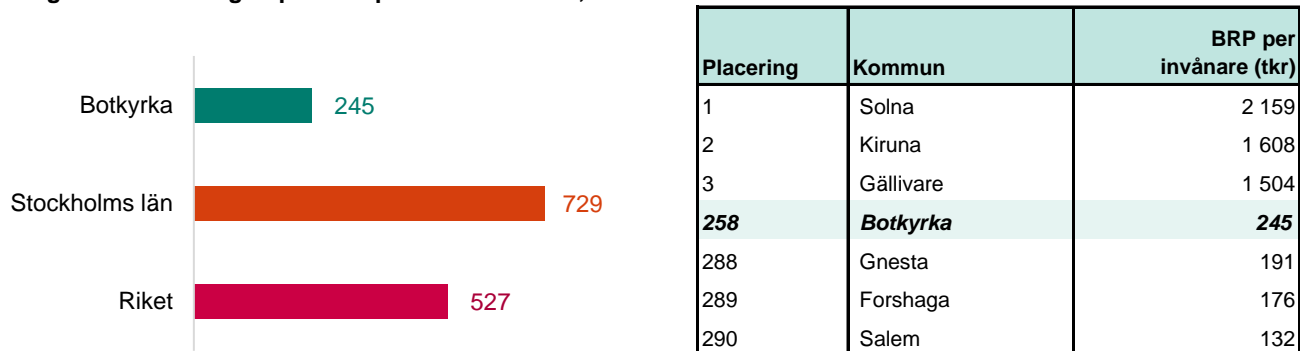 Botkyrka 245
Stockholms län 729
Riket 527
Placering Kommun BRP per invånare (tkr)
1 Solna 2 159
2 Kiruna 1 608
3 Gällivare 1 504
258 Botkyrka 245
288 Gnesta 191
289 Forshaga 176
290 Salem 132